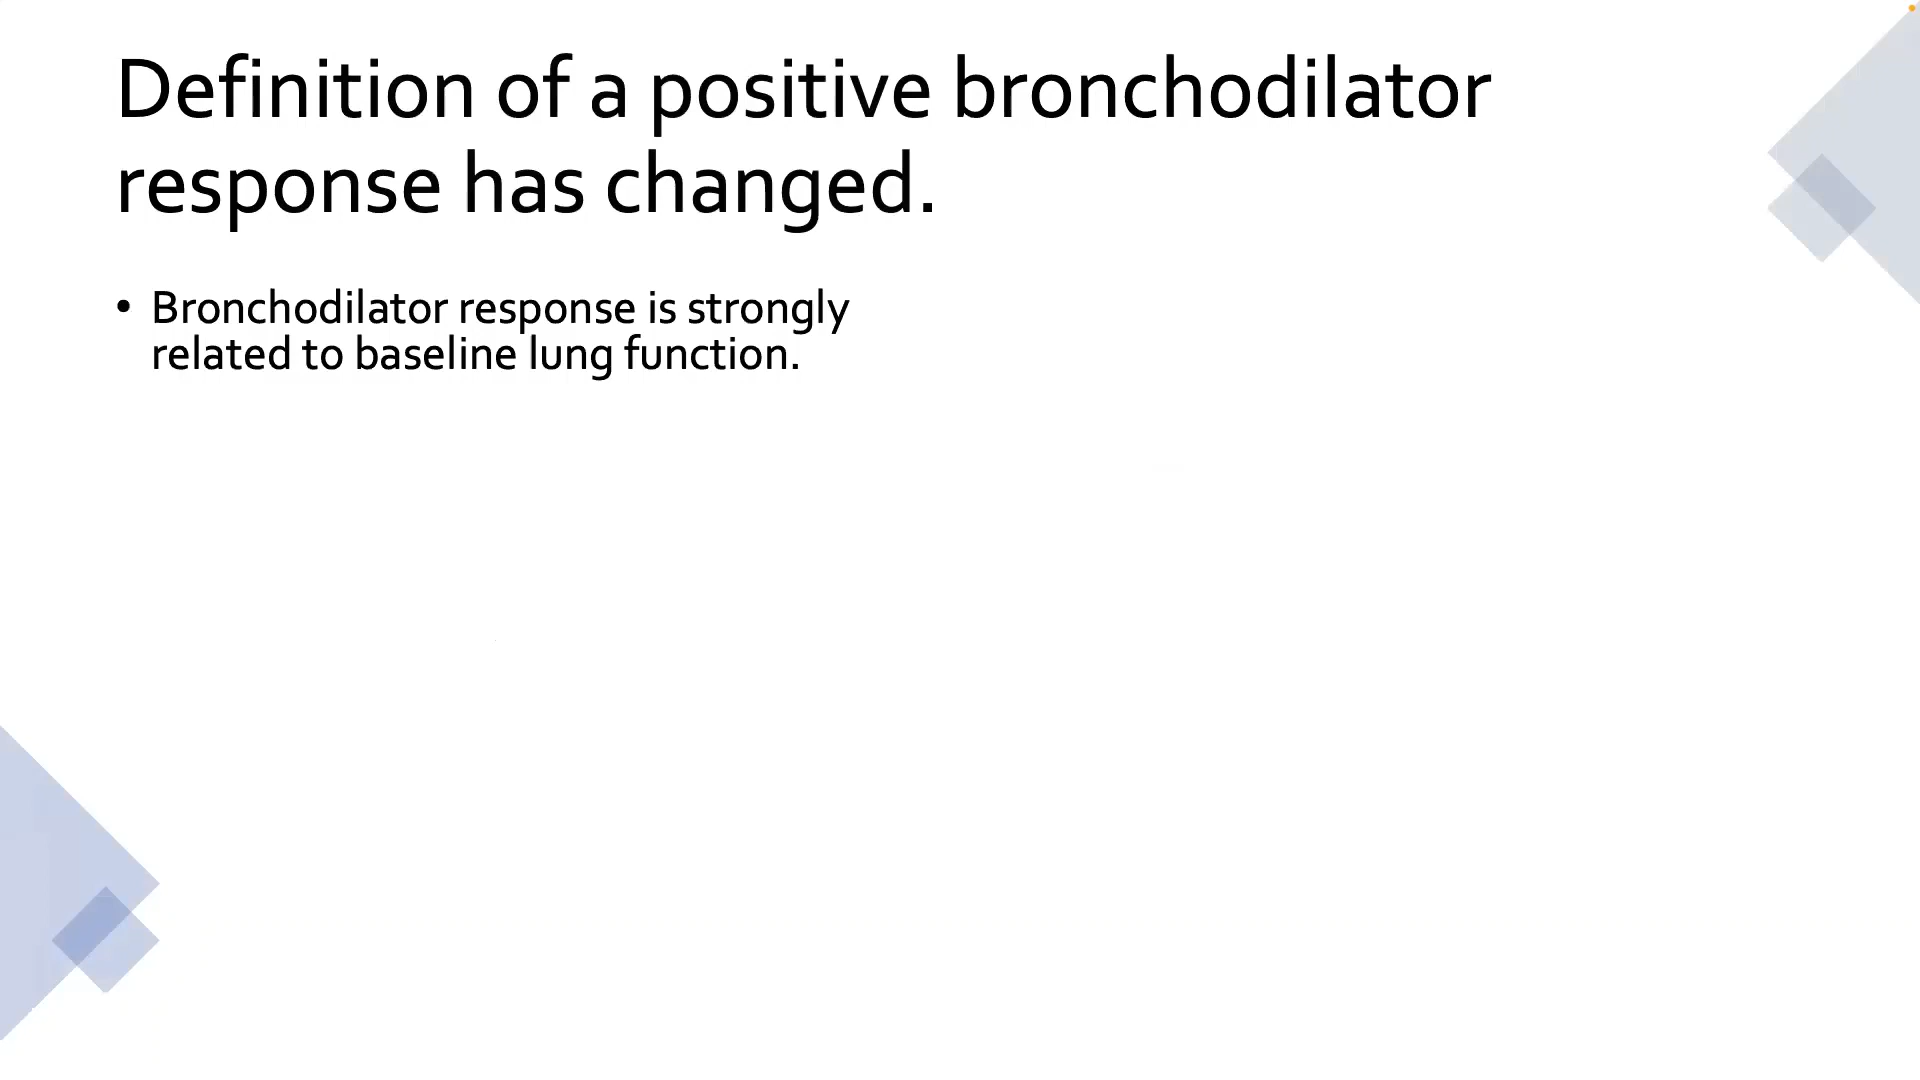 Definition of a positive bronchodilator
response has changed.
• Bronchodilator response is strongly
related to baseline lung function.